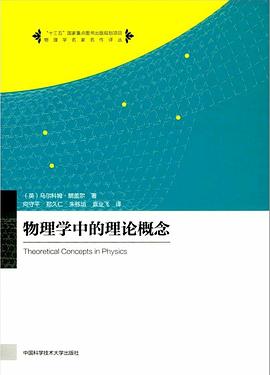 “十三五”国家重点图书出版规划项目
物理学名家名作译丛
（英）马尔科姆·朗盖尔 著
向守平 郑久仁 朱栋培 袁业飞 译
物理学中的理论概念
Theoretical Concepts in Physics
中国科学技术大学出版社